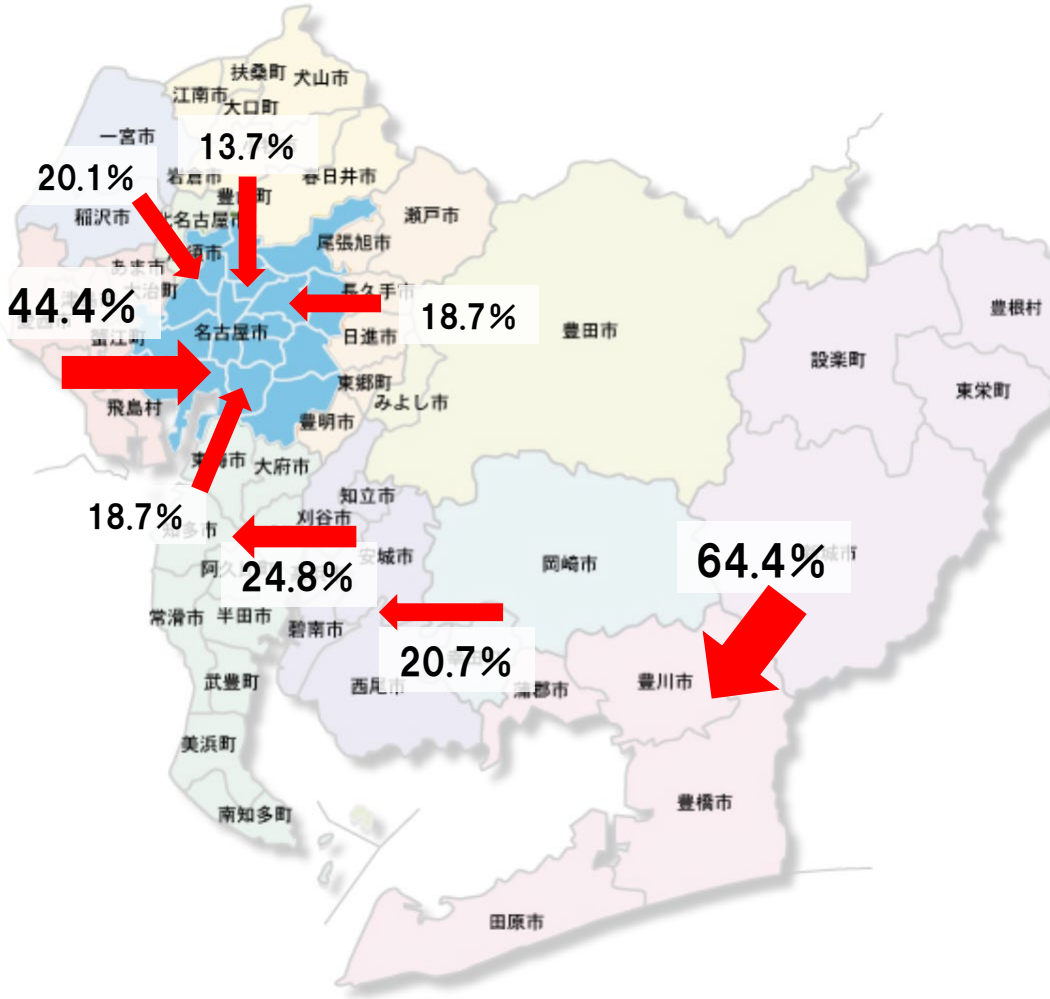 扶桑町
犬山市
江南市
大口町
一宮市
13.7%
20.1%
岩倉市
春日井市
稲沢市
瀬戸市
尾張旭市
あま市
長久手市
44.4%
18.7%
豊根村
名古屋市
豊田市
蟹江町
日進市
設楽町
東郷町
東栄町
みよし市
飛島村
豊明市
大府市
知立市
18.7%
刈谷市
安城市
64.4%
岡崎市
24.8%
常滑市
半田市
碧南市
20.7%
武豊町
西尾市
蒲郡市
豊川市
美浜町
豊橋市
南知多町
田原市